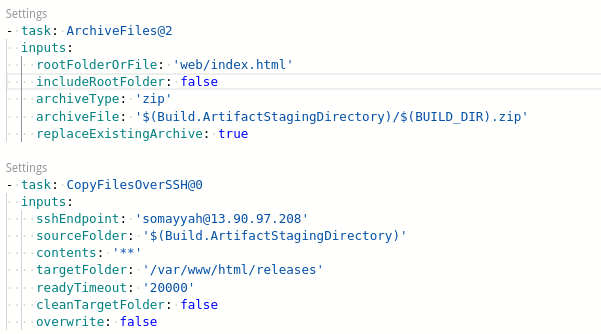 Settings
- task: ArchiveFiles@2
inputs:
rootFolderOrFile: 'web/index.html'
includeRootFolder: false
archiveType: 'zip'
archiveFile: '$(Build.ArtifactStagingDirectory)/$(BUILD_DIR).zip'
replaceExistingArchive: true
Settings
- task: CopyFilesOverSSH@0
inputs:
sshEndpoint: 'somayyah@13.90.97.208'
sourceFolder: '$(Build.ArtifactStagingDirectory)'
contents: '**'
targetFolder: '/var/www/html/releases'
readyTimeout: '20000'
cleanTargetFolder: false
overwrite: false